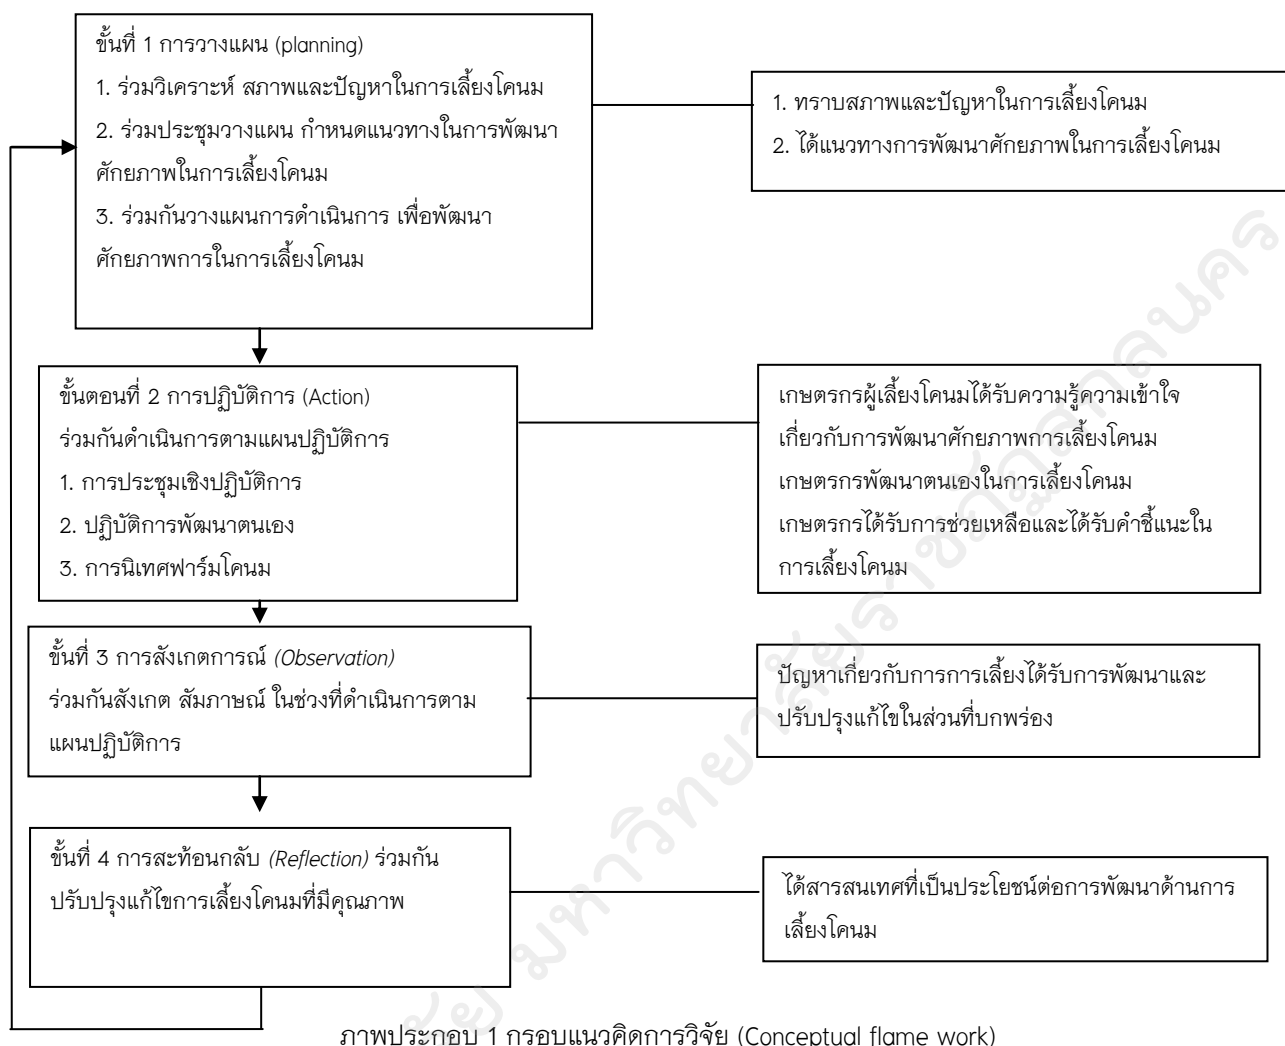 ขั้นที่ 1 การวางแผน (planning)
1. ร่วมวิเคราะห์ สภาพและปัญหาในการเลี้ยงโคนม
2. ร่วมประชุมวางแผน กำหนดแนวทางในการพัฒนา
ศักยภาพในการเลี้ยงโคนม
3. ร่วมกันวางแผนการดำเนินการ เพื่อพัฒนา
ศักยภาพการในการเลี้ยงโคนม
1. ทราบสภาพและปัญหาในการเลี้ยงโคนม
2. ได้แนวทางการพัฒนาศักยภาพในการเลี้ยงโคนม
ขั้นตอนที่ 2 การปฏิบัติการ (Action)
ร่วมกันดำเนินการตามแผนปฏิบัติการ
1. การประชุมเชิงปฏิบัติการ
2. ปฏิบัติการพัฒนาตนเอง
3. การนิเทศฟาร์มโคนม
เกษตรกรผู้เลี้ยงโคนมได้รับความรู้ความเข้าใจ
เกี่ยวกับการพัฒนาศักยภาพการเลี้ยงโคนม
เกษตรกรพัฒนาตนเองในการเลี้ยงโคนม
เกษตรกรได้รับการช่วยเหลือและได้รับคำชี้แนะใน
การเลี้ยงโคนม
ขั้นที่ 3 การสังเกตการณ์ (Observation)
ร่วมกันสังเกต สัมภาษณ์ ในช่วงที่ดำเนินการตาม
แผนปฏิบัติการ
ปัญหาเกี่ยวกับการการเลี้ยงได้รับการพัฒนาและ
ปรับปรุงแก้ไขในส่วนที่บกพร่อง
ขั้นที่ 4 การสะท้อนกลับ (Reflection) ร่วมกัน
ปรับปรุงแก้ไขการเลี้ยงโคนมที่มีคุณภาพ
ได้สารสนเทศที่เป็นประโยชน์ต่อการพัฒนาด้านการ
เลี้ยงโคนม
ภาพประกอบ 1 กรอบแนวคิดการวิจัย (Conceptual flame work)
มหาวิทยาลัยราชภัฏสกลนคร